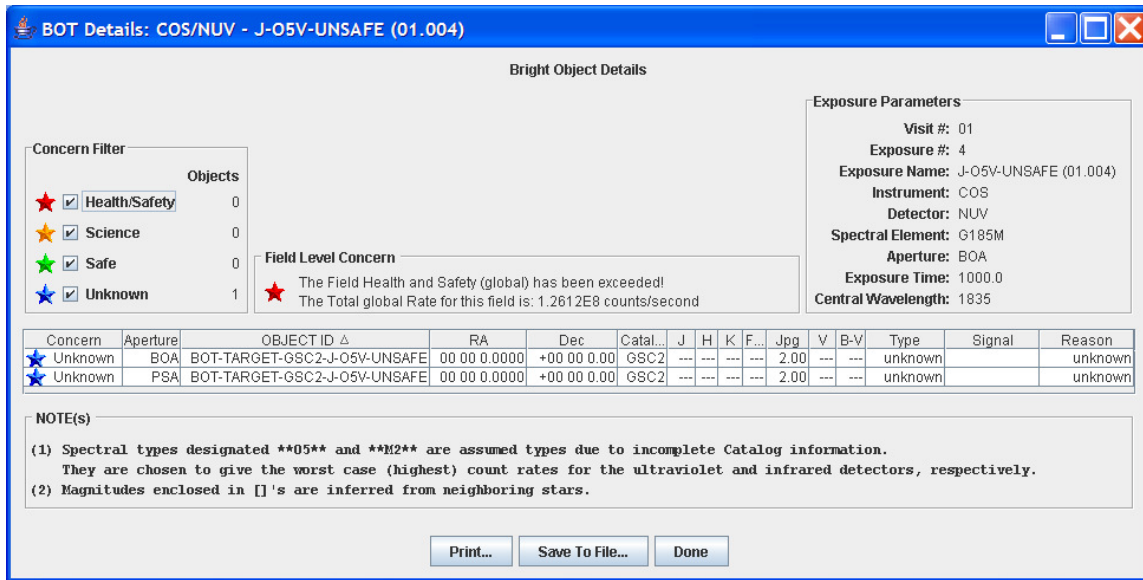 BOT Details: COS/NUV - J-O5V-UNSAFE (01.004)
Bright Object Details
Concern Filter
Objects
Health/Safety 0
Science 0
Safe 0
Unknown 1
Field Level Concern
The Field Health and Safety (global) has been exceeded!
The Total global Rate for this field is: 1.2612E8 counts/second
Exposure Parameters
Visit #: 01
Exposure #: 4
Exposure Name: J-O5V-UNSAFE (01.004)
Instrument: COS
Detector: NUV
Spectral Element: G185M
Aperture: BOA
Exposure Time: 1000.0
Central Wavelength: 1835
Concern Aperture OBJECT ID △ RA Dec Catal... J H K F... Jpg V B-V Type Signal Reason
Unknown BOA BOT-TARGET-GSC2-J-O5V-UNSAFE 00 00 0.0000 +00 00 0.00 GSC2 --- --- --- --- 2.00 --- --- unknown unknown
Unknown PSA BOT-TARGET-GSC2-J-O5V-UNSAFE 00 00 0.0000 +00 00 0.00 GSC2 --- --- --- --- 2.00 --- --- unknown unknown
NOTE(s)
(1) Spectral types designated **O5** and **M2** are assumed types due to incomplete Catalog information.
They are chosen to give the worst case (highest) count rates for the ultraviolet and infrared detectors, respectively.
(2) Magnitudes enclosed in []'s are inferred from neighboring stars.
Print... Save To File... Done